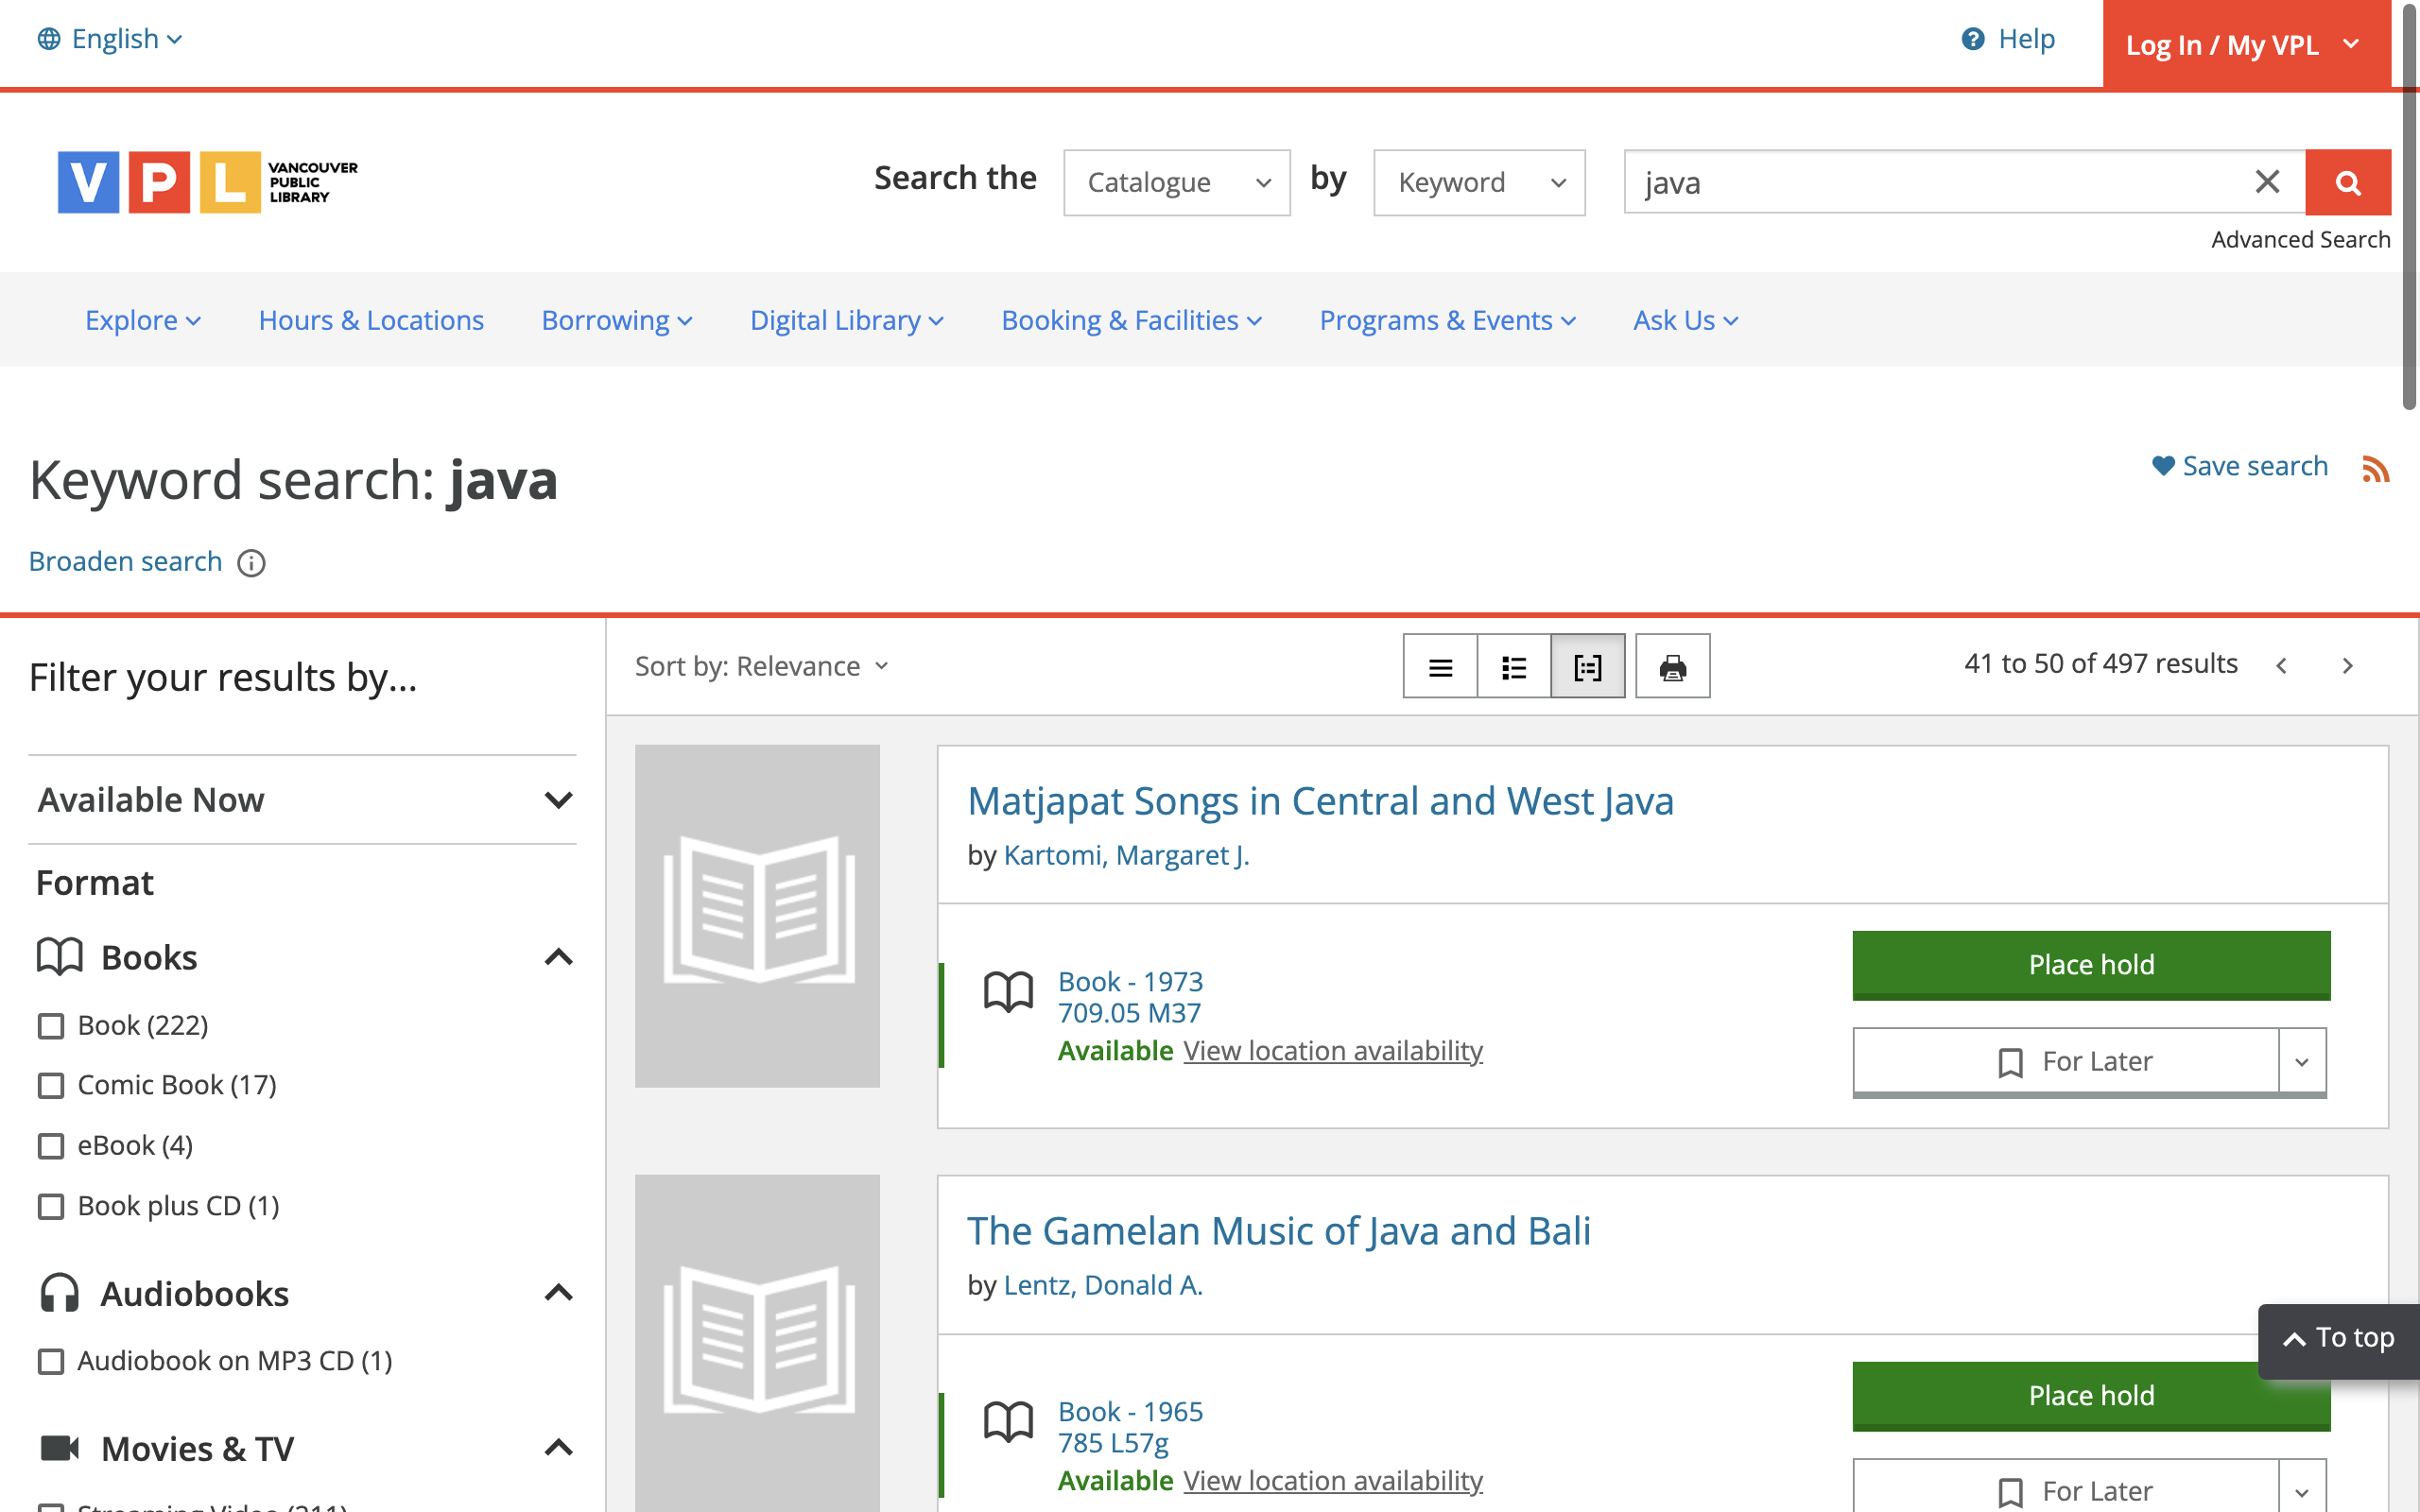 English
Help
Log In / My VPL
VPL VANCOUVER
PUBLIC
LIBRARY
Search the
Catalogue
by
Keyword
java
Advanced Search
Explore
Hours & Locations
Borrowing
Digital Library
Booking & Facilities
Programs & Events
Ask Us
Keyword search: java
Save search
Broaden search
Filter your results by...
Available Now
Format
Books
Book (222)
Comic Book (17)
eBook (4)
Book plus CD (1)
Audiobooks
Audiobook on MP3 CD (1)
Movies & TV
Streaming Video (211)
Sort by: Relevance
41 to 50 of 497 results
Matjapat Songs in Central and West Java
by Kartomi, Margaret J.
Book - 1973
709.05 M37
Available View location availability
Place hold
For Later
The Gamelan Music of Java and Bali
by Lentz, Donald A.
Book - 1965
785 L57g
Available View location availability
Place hold
For Later
To top